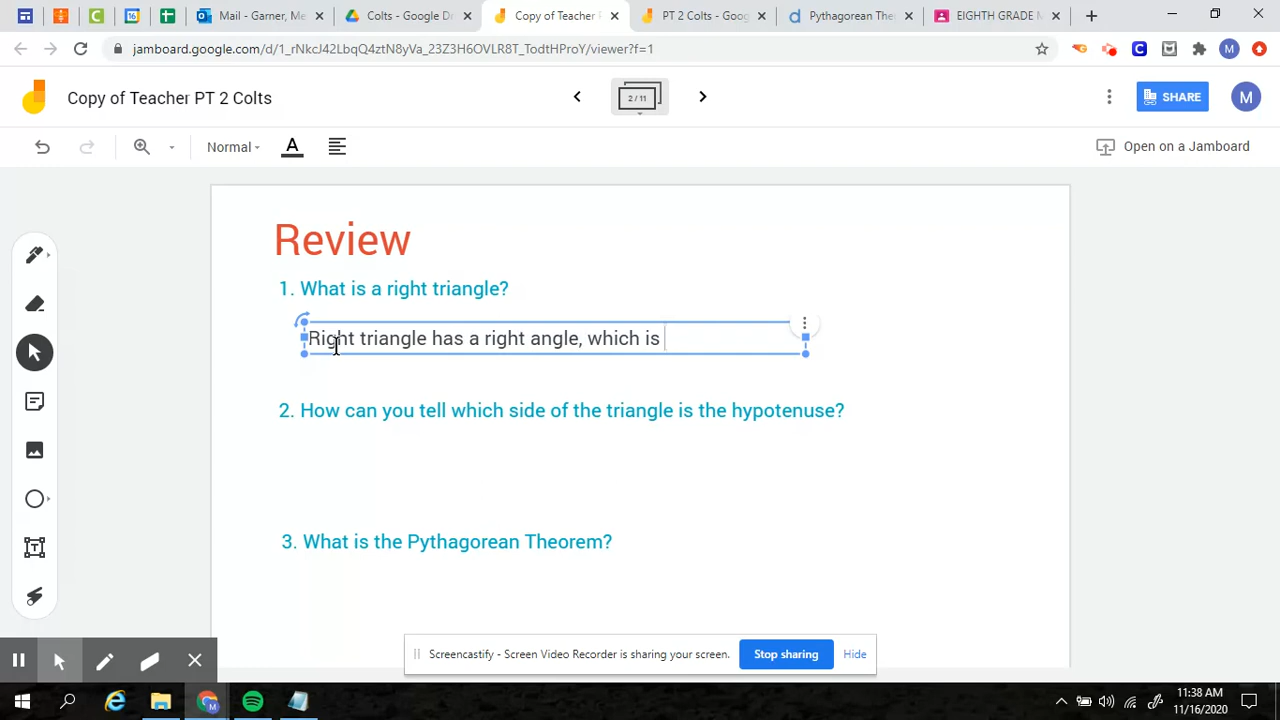 Mail - Garner, Me
Colts - Google Dr
Copy of Teacher P
PT 2 Colts - Goog
Pythagorean The
EIGHTH GRADE M
jamboard.google.com/d/1_rNkcJ42LbqQ4ztN8yVa_23Z3H6OVLR8T_TodtHProY/viewer?f=1
Copy of Teacher PT 2 Colts
2 / 11
SHARE
M
Normal
A
Open on a Jamboard
Review
1. What is a right triangle?
Right triangle has a right angle, which is
2. How can you tell which side of the triangle is the hypotenuse?
3. What is the Pythagorean Theorem?
Screencastify - Screen Video Recorder is sharing your screen.
Stop sharing
Hide
11:38 AM
11/16/2020